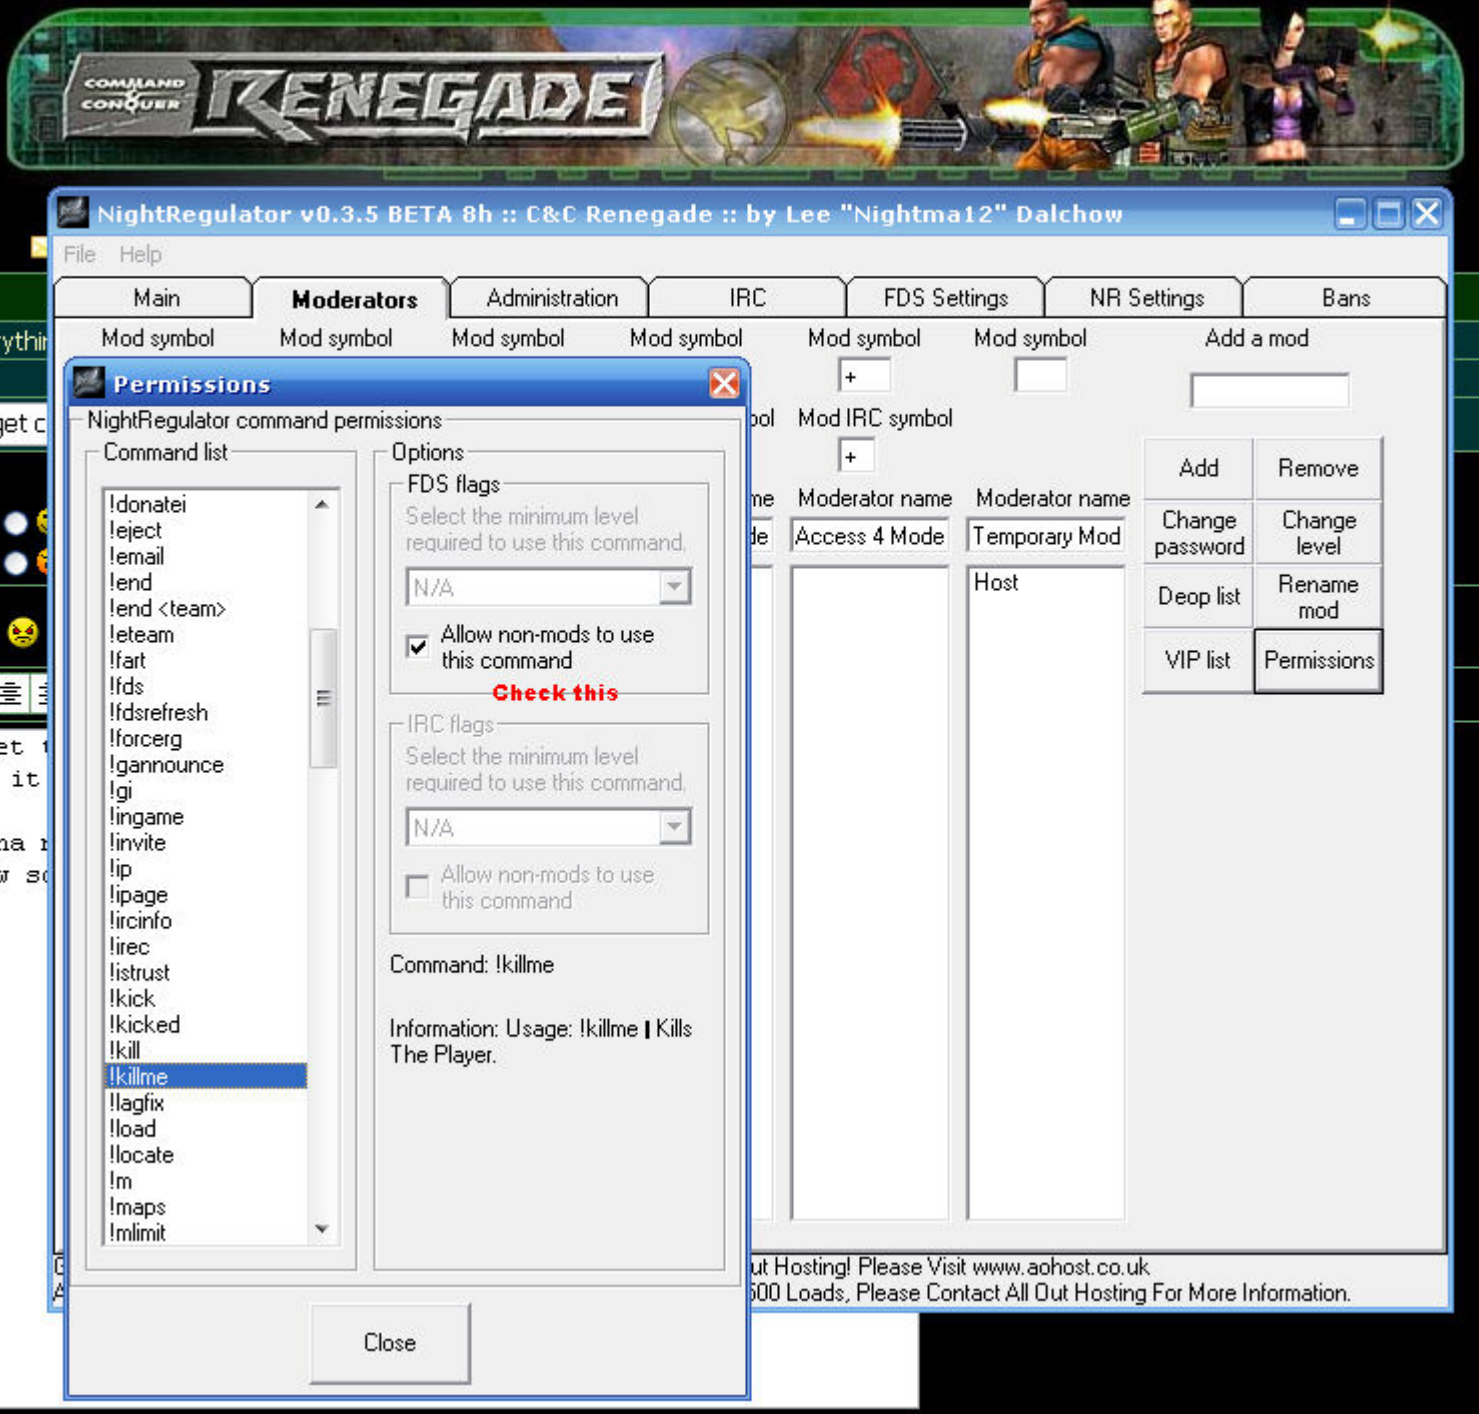 COMMAND
CONQUER
RENEGADE
NightRegulator v0.3.5 BETA 8h :: C&C Renegade :: by Lee "Nightma12" Dalchow
File Help
Main Moderators Administration IRC FDS Settings NR Settings Bans
Mod symbol Mod symbol Mod symbol Mod symbol Mod symbol Mod symbol Add a mod
+
Mod IRC symbol
+
Moderator name Moderator name
Access 4 Mode Temporary Mod
Host
Add Remove
Change password
Change level
Deop list
Rename mod
VIP list Permissions
Permissions
NightRegulator command permissions
Command list
!donatei
!eject
!email
!end
!end <team>
!eteam
!fart
!fds
!fdsrefresh
!forcerg
!gannounce
!gi
!ingame
!invite
!ip
!ipage
!ircinfo
!irec
!istrust
!kick
!kicked
!kill
!killme
!lagfix
!load
!locate
!m
!maps
!mlimit
Options
FDS flags
Select the minimum level
required to use this command.
N/A
Allow non-mods to use
this command
Check this
IRC flags
Select the minimum level
required to use this command.
N/A
Allow non-mods to use
this command
Command: !killme
Information: Usage: !killme | Kills
The Player.
Close
ut Hosting! Please Visit www.aohost.co.uk
500 Loads, Please Contact All Out Hosting For More Information.
it